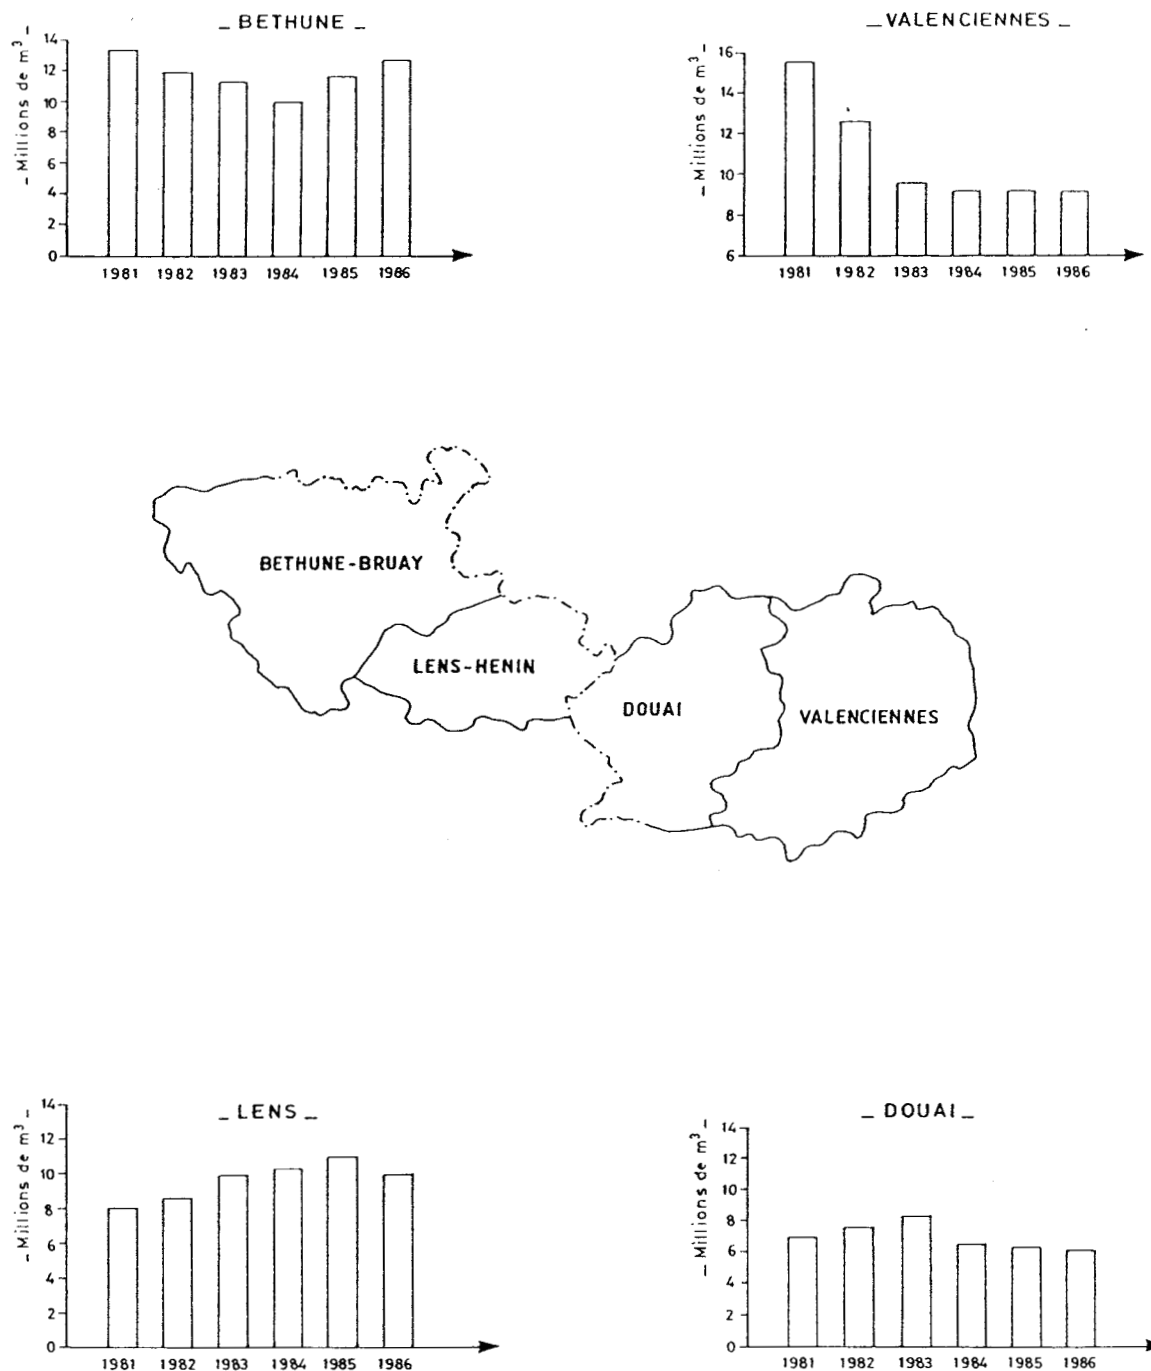 _ BETHUNE _
_ Millions de m³ _
14
12
10
8
6
4
2
0
1981 1982 1983 1984 1985 1986
_ VALENCIENNES _
_ Millions de m³ _
16
14
12
10
8
6
1981 1982 1983 1984 1985 1986
BETHUNE-BRUAY
LENS-HENIN
DOUAI
VALENCIENNES
_ LENS _
_ Millions de m³ _
14
12
10
8
6
4
2
0
1981 1982 1983 1984 1985 1986
_ DOUAI _
_ Millions de m³ _
14
12
10
8
6
4
2
0
1981 1982 1983 1984 1985 1986